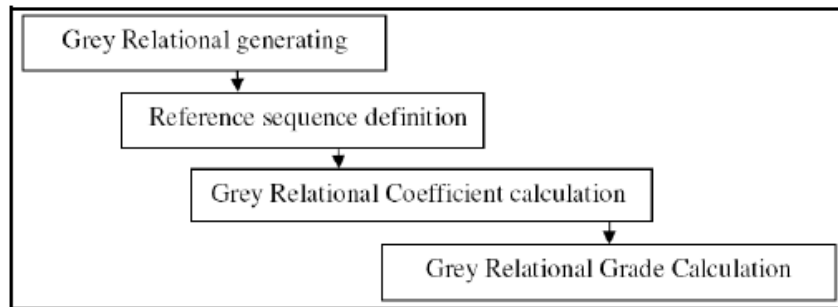 Grey Relational generating
Reference sequence definition
Grey Relational Coefficient calculation
Grey Relational Grade Calculation